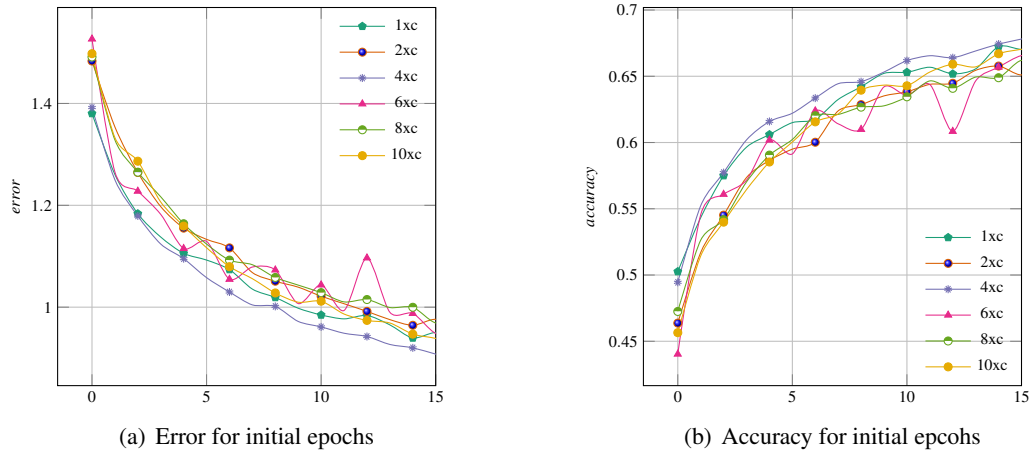 1.4
1.2
1
error
0
5
10
15
1xc
2xc
4xc
6xc
8xc
10xc
(a) Error for initial epochs
0.7
0.65
0.6
0.55
0.5
0.45
accuracy
0
5
10
15
1xc
2xc
4xc
6xc
8xc
10xc
(b) Accuracy for initial epcohs